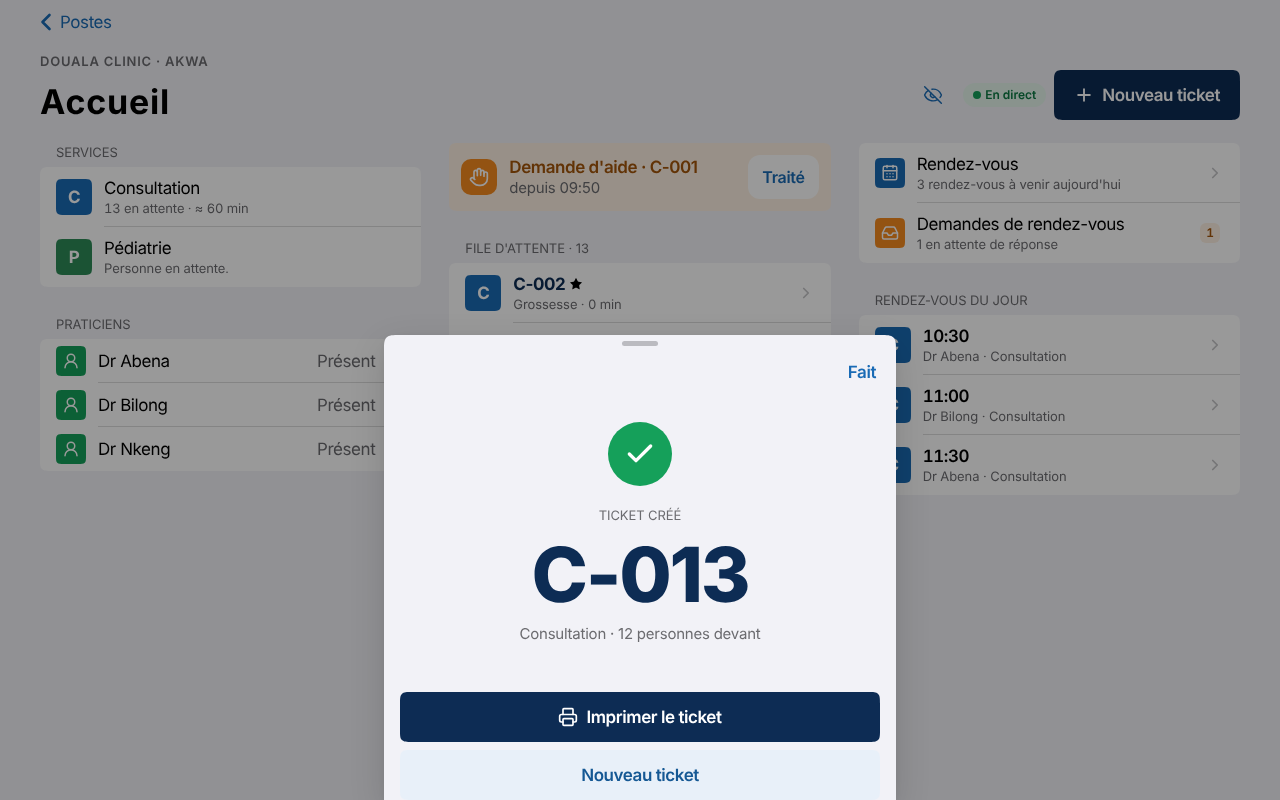 Postes
DOUALA CLINIC · AKWA
Accueil
En direct
Nouveau ticket
SERVICES
C
Consultation
13 en attente · ≈ 60 min
P
Pédiatrie
Personne en attente.
PRATICIENS
Dr Abena
Présent
Dr Bilong
Présent
Dr Nkeng
Présent
Demande d'aide · C-001
depuis 09:50
Traité
FILE D'ATTENTE · 13
C
C-002 ★
Grossesse · 0 min
Rendez-vous
3 rendez-vous à venir aujourd'hui
Demandes de rendez-vous
1 en attente de réponse
1
RENDEZ-VOUS DU JOUR
10:30
Dr Abena · Consultation
11:00
Dr Bilong · Consultation
11:30
Dr Abena · Consultation
Fait
TICKET CRÉÉ
C-013
Consultation · 12 personnes devant
Imprimer le ticket
Nouveau ticket